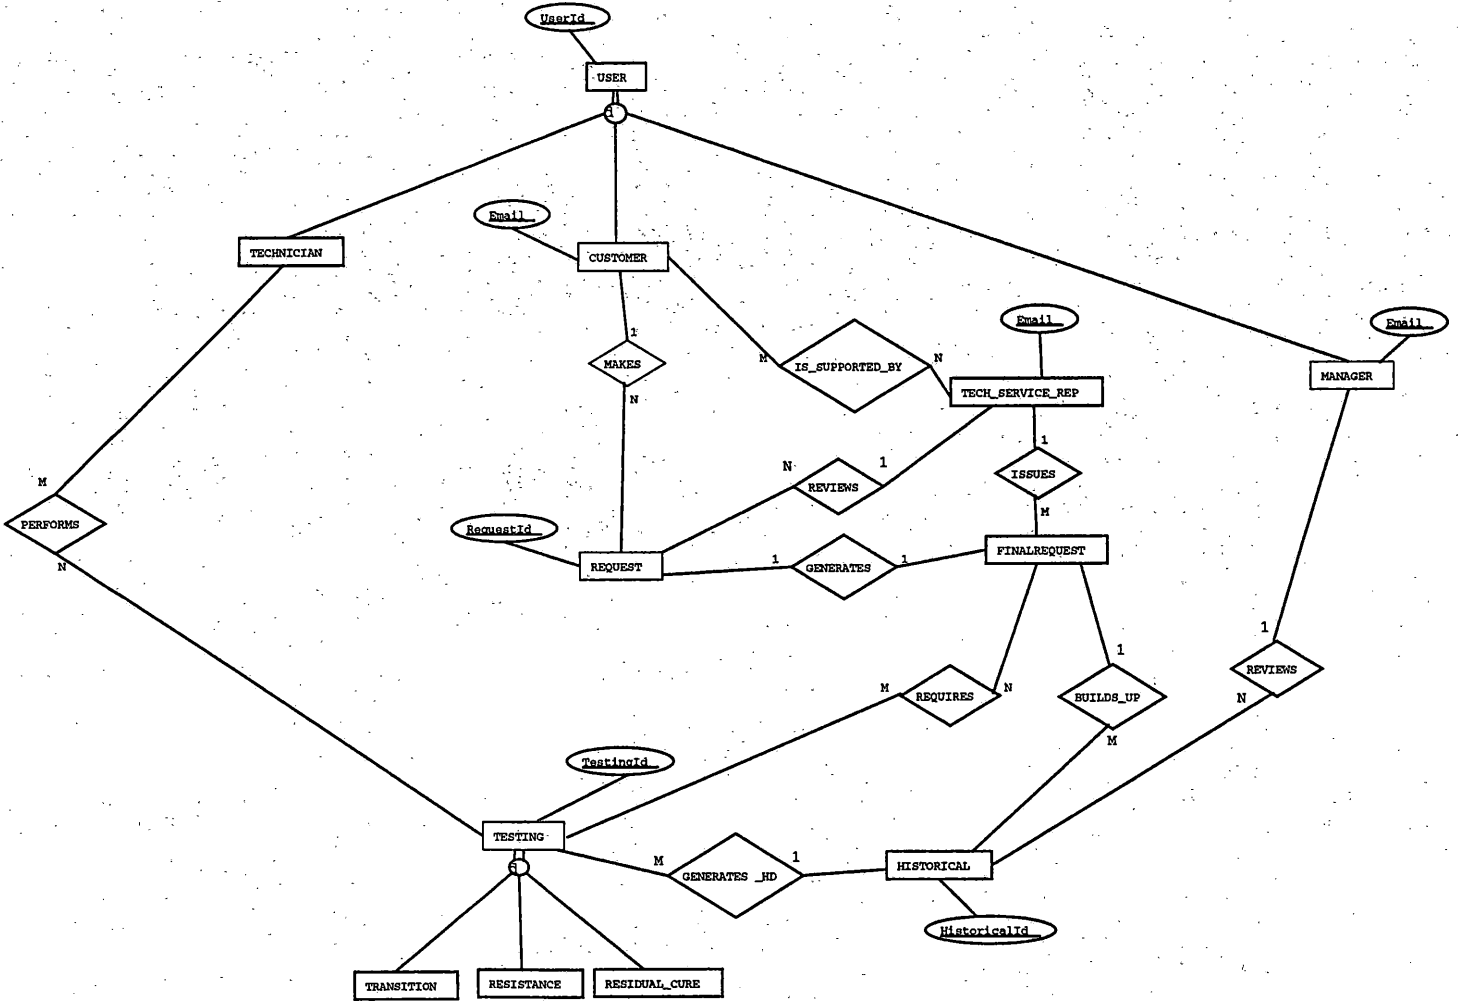 UserId
USER
d
Email
TECHNICIAN
CUSTOMER
Email
Email
1
M
IS_SUPPORTED_BY
N
MAKES
MANAGER
TECH_SERVICE_REP
N
1
N
1
REVIEWS
ISSUES
M
M
PERFORMS
RequestId
FINALREQUEST
N
REQUEST
1
GENERATES
1
1
1
REVIEWS
M
REQUIRES
N
BUILDS_UP
N
M
TestingId
TESTING
M
1
d
GENERATES _HD
HISTORICAL
HistoricalId
TRANSITION
RESISTANCE
RESIDUAL_CURE